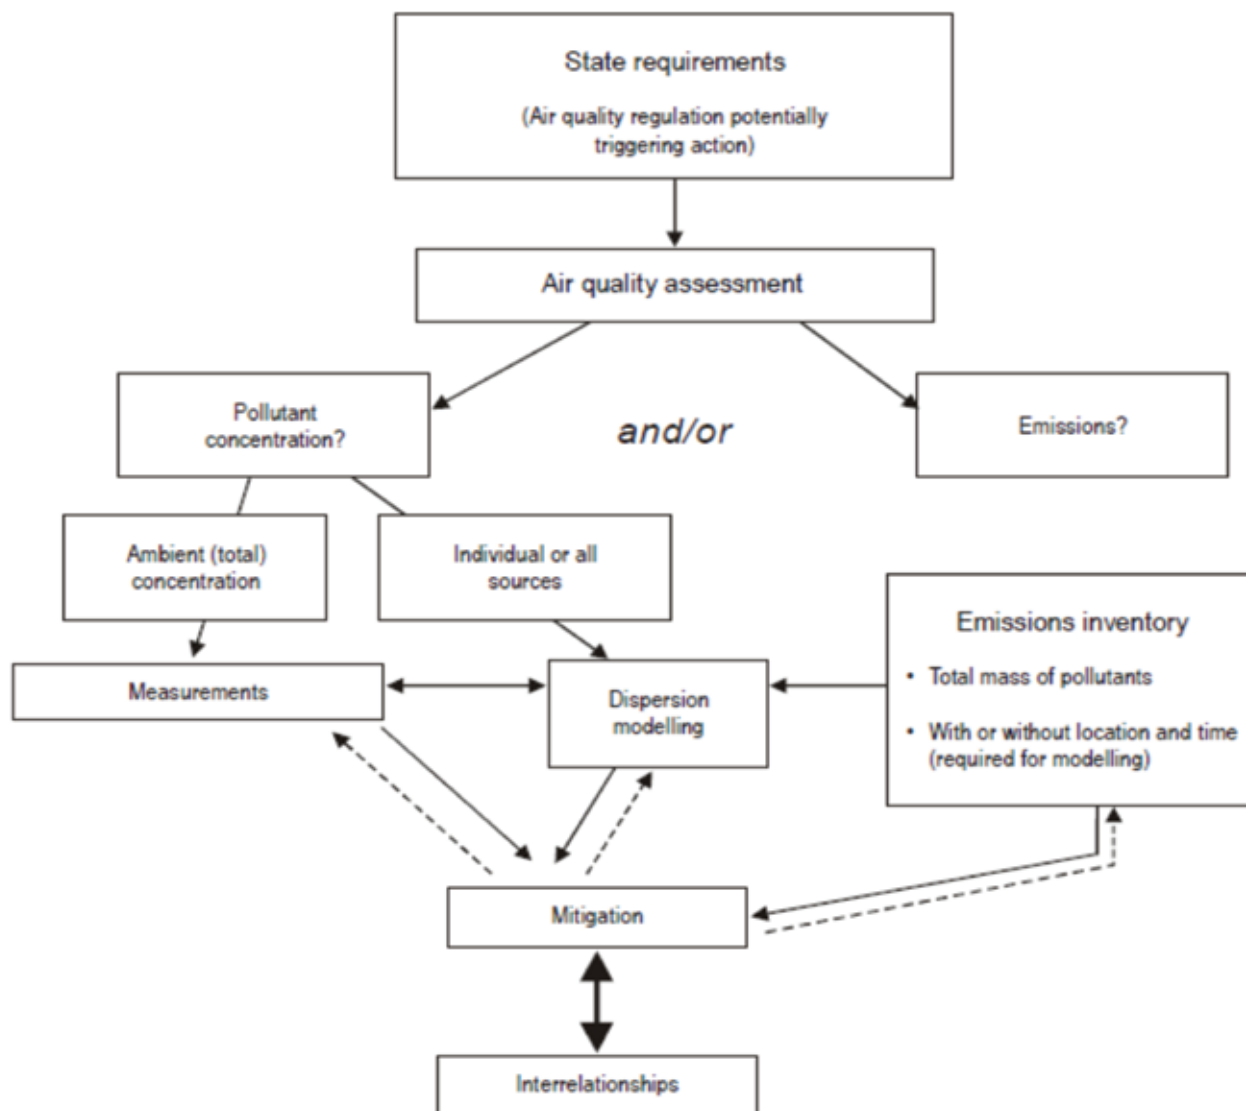 State requirements
(Air quality regulation potentially
triggering action)
Air quality assessment
Pollutant
concentration?
and/or
Emissions?
Ambient (total)
concentration
Individual or all
sources
Emissions inventory
• Total mass of pollutants
• With or without location and time
(required for modelling)
Measurements
Dispersion
modelling
Mitigation
Interrelationships